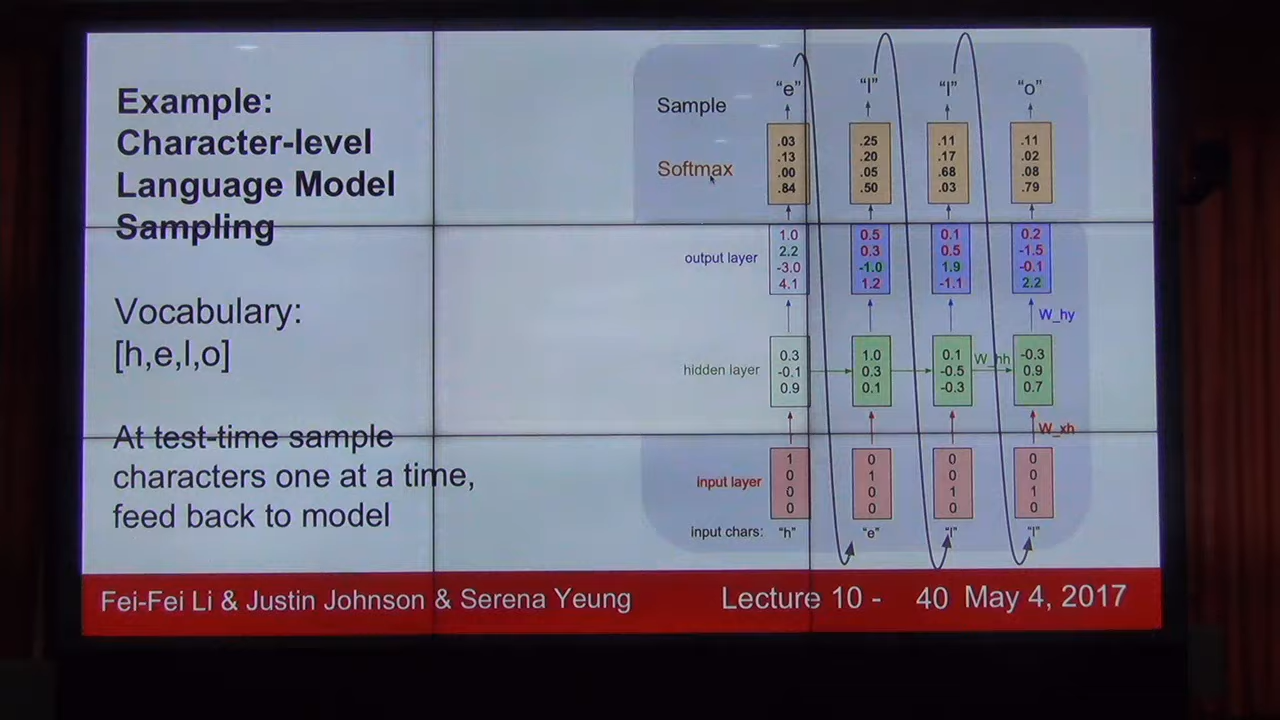 Example:
Character-level
Language Model
Sampling
Vocabulary:
[h,e,l,o]
At test-time sample
characters one at a time,
feed back to model
Sample
"e" "l" "l" "o"
Softmax
.03 .25 .11 .11
.13 .20 .17 .02
.00 .05 .68 .08
.84 .50 .03 .79
output layer
1.0 0.5 0.1 0.2
2.2 0.3 0.5 -1.5
-3.0 -1.0 1.9 -0.1
4.1 1.2 -1.1 2.2
W_hy
hidden layer
0.3 1.0 0.1 -0.3
-0.1 0.3 -0.5 0.9
0.9 0.1 -0.3 0.7
W_hh
W_xh
input layer
1 0 0 0
0 1 0 0
0 0 1 1
0 0 0 0
input chars: "h" "e" "l" "l"
Fei-Fei Li & Justin Johnson & Serena Yeung Lecture 10 - 40 May 4, 2017